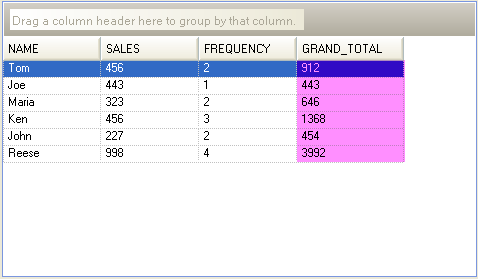 Drag a column header here to group by that column.
NAME SALES FREQUENCY GRAND_TOTAL
Tom 456 2 912
Joe 443 1 443
Maria 323 2 646
Ken 456 3 1368
John 227 2 454
Reese 998 4 3992